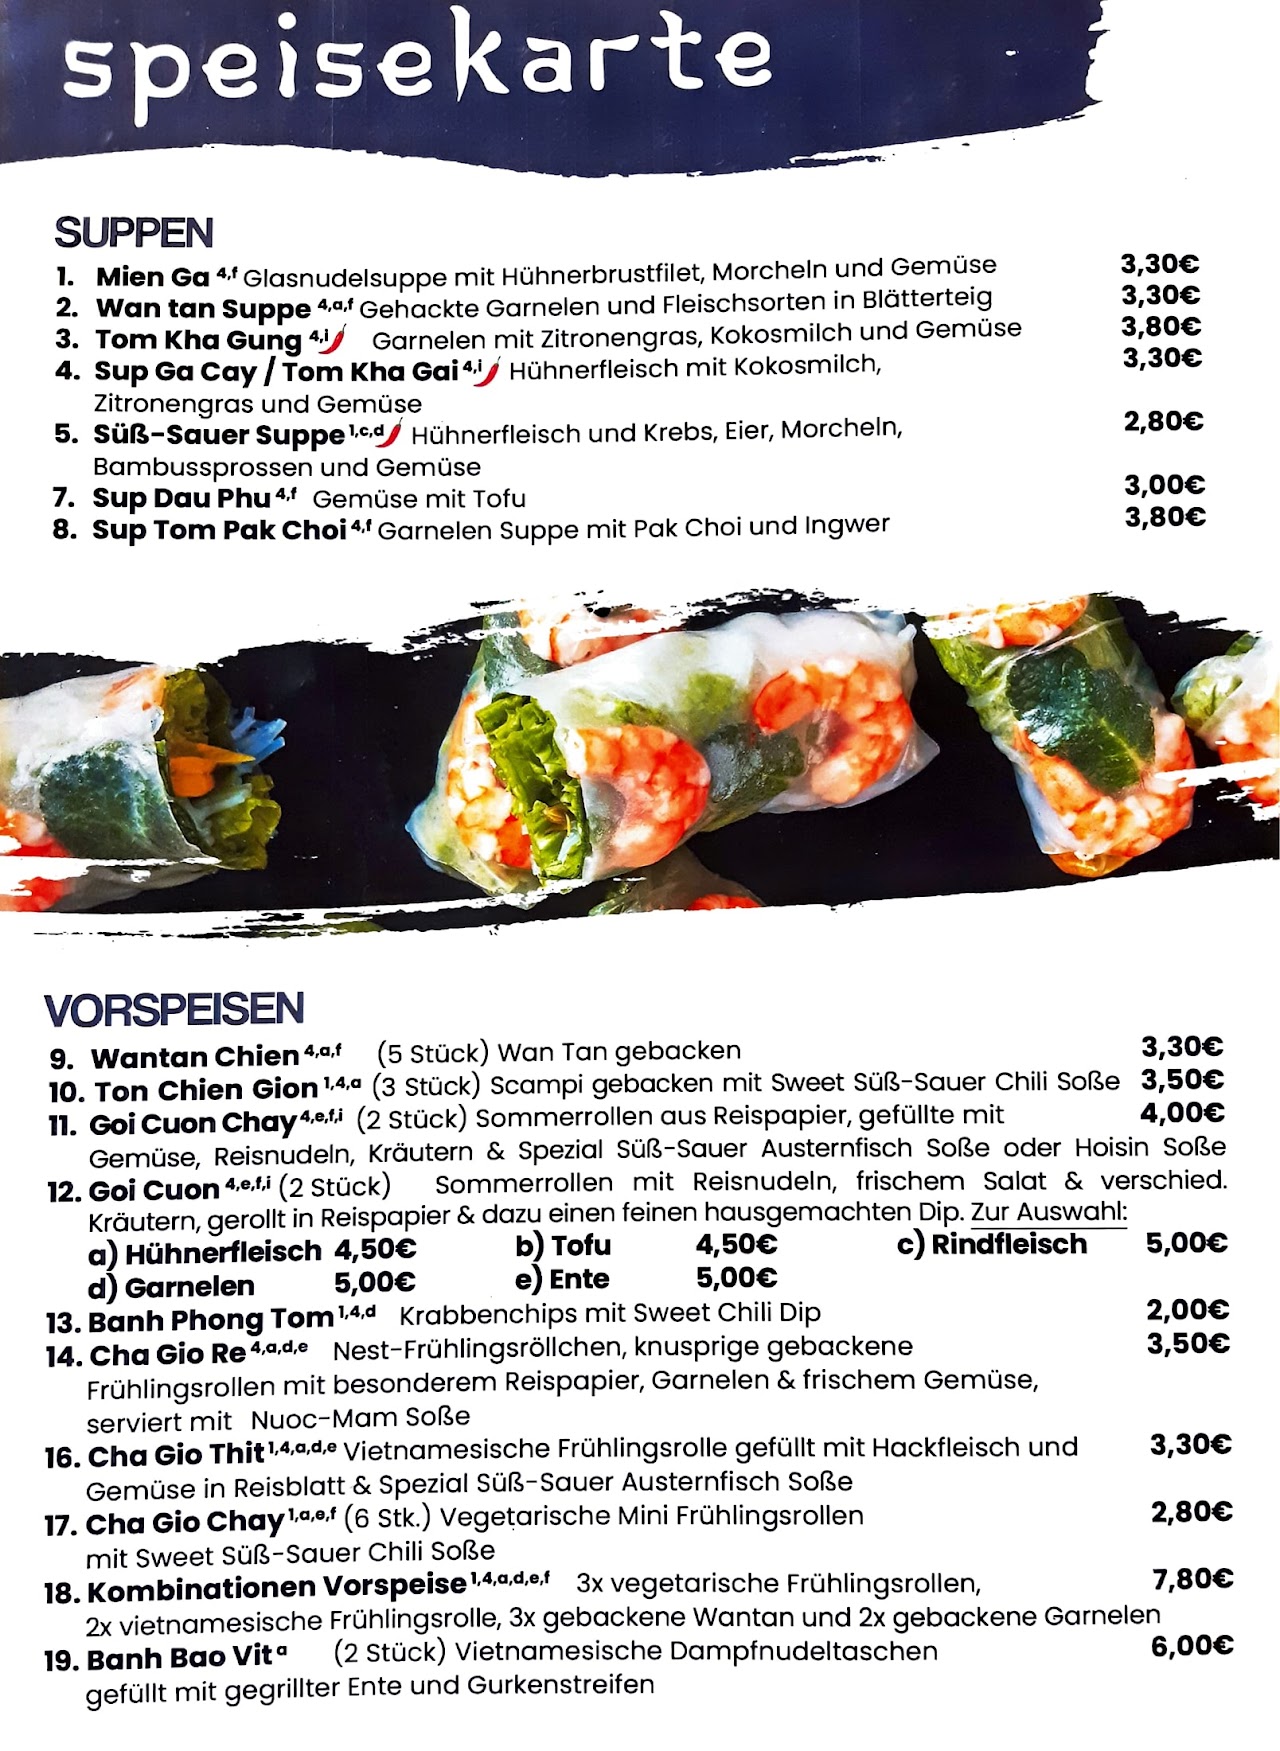 speisekarte
SUPPEN
1. Mien Ga 4,f Glasnudelsuppe mit Hühnerbrustfilet, Morcheln und Gemüse 3,30€
2. Wan tan Suppe 4,a,f Gehackte Garnelen und Fleischsorten in Blätterteig 3,30€
3. Tom Kha Gung 4,i Garnelen mit Zitronengras, Kokosmilch und Gemüse 3,80€
4. Sup Ga Cay / Tom Kha Gai 4,i Hühnerfleisch mit Kokosmilch, 3,30€
Zitronengras und Gemüse
5. Süß-Sauer Suppe 1,c,d Hühnerfleisch und Krebs, Eier, Morcheln, 2,80€
Bambussprossen und Gemüse
7. Sup Dau Phu 4,f Gemüse mit Tofu 3,00€
8. Sup Tom Pak Choi 4,f Garnelen Suppe mit Pak Choi und Ingwer 3,80€
VORSPEISEN
9. Wantan Chien 4,a,f (5 Stück) Wan Tan gebacken 3,30€
10. Ton Chien Gion 1,4,a (3 Stück) Scampi gebacken mit Sweet Süß-Sauer Chili Soße 3,50€
11. Goi Cuon Chay 4,e,f,i (2 Stück) Sommerrollen aus Reispapier, gefüllte mit 4,00€
Gemüse, Reisnudeln, Kräutern & Spezial Süß-Sauer Austernfisch Soße oder Hoisin Soße
12. Goi Cuon 4,e,f,i (2 Stück) Sommerrollen mit Reisnudeln, frischem Salat & verschied.
Kräutern, gerollt in Reispapier & dazu einen feinen hausgemachten Dip. Zur Auswahl:
a) Hühnerfleisch 4,50€ b) Tofu 4,50€ c) Rindfleisch 5,00€
d) Garnelen 5,00€ e) Ente 5,00€
13. Banh Phong Tom 1,4,d Krabbenchips mit Sweet Chili Dip 2,00€
14. Cha Gio Re 4,a,d,e Nest-Frühlingsröllchen, knusprige gebackene 3,50€
Frühlingsrollen mit besonderem Reispapier, Garnelen & frischem Gemüse,
serviert mit Nuoc-Mam Soße
16. Cha Gio Thit 1,4,a,d,e Vietnamesische Frühlingsrolle gefüllt mit Hackfleisch und 3,30€
Gemüse in Reisblatt & Spezial Süß-Sauer Austernfisch Soße
17. Cha Gio Chay 1,a,e,f (6 Stk.) Vegetarische Mini Frühlingsrollen 2,80€
mit Sweet Süß-Sauer Chili Soße
18. Kombinationen Vorspeise 1,4,a,d,e,f 3x vegetarische Frühlingsrollen, 7,80€
2x vietnamesische Frühlingsrolle, 3x gebackene Wantan und 2x gebackene Garnelen
19. Banh Bao Vit a (2 Stück) Vietnamesische Dampfnudeltaschen 6,00€
gefüllt mit gegrillter Ente und Gurkenstreifen